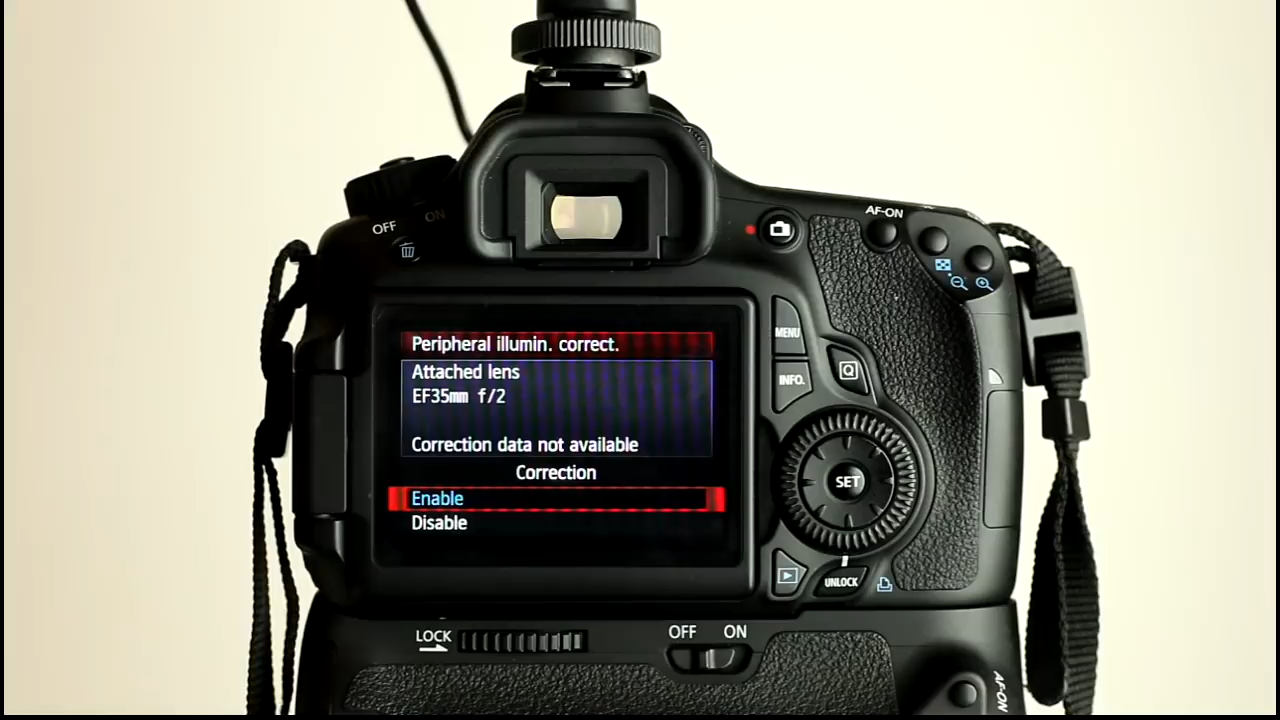 OFF
ON
AF-ON
Peripheral illumin. correct.
Attached lens
EF35mm f/2
Correction data not available
Correction
Enable
Disable
MENU
INFO.
Q
SET
UNLOCK
LOCK
OFF ON
AF-ON